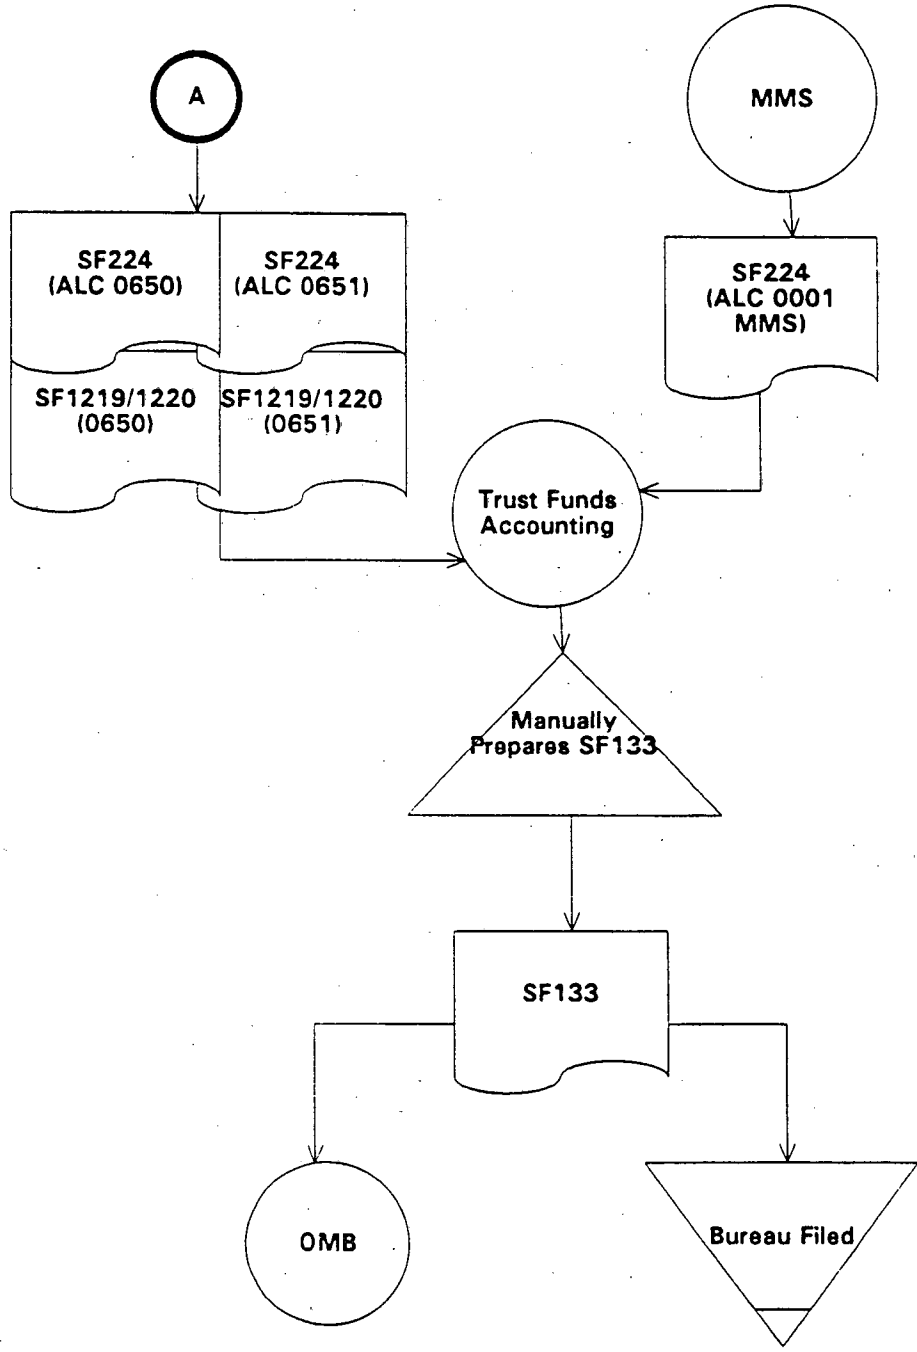 A
MMS
SF224
(ALC 0650)
SF224
(ALC 0651)
SF224
(ALC 0001
MMS)
SF1219/1220
(0650)
SF1219/1220
(0651)
Trust Funds
Accounting
Manually
Prepares SF133
SF133
OMB
Bureau Filed